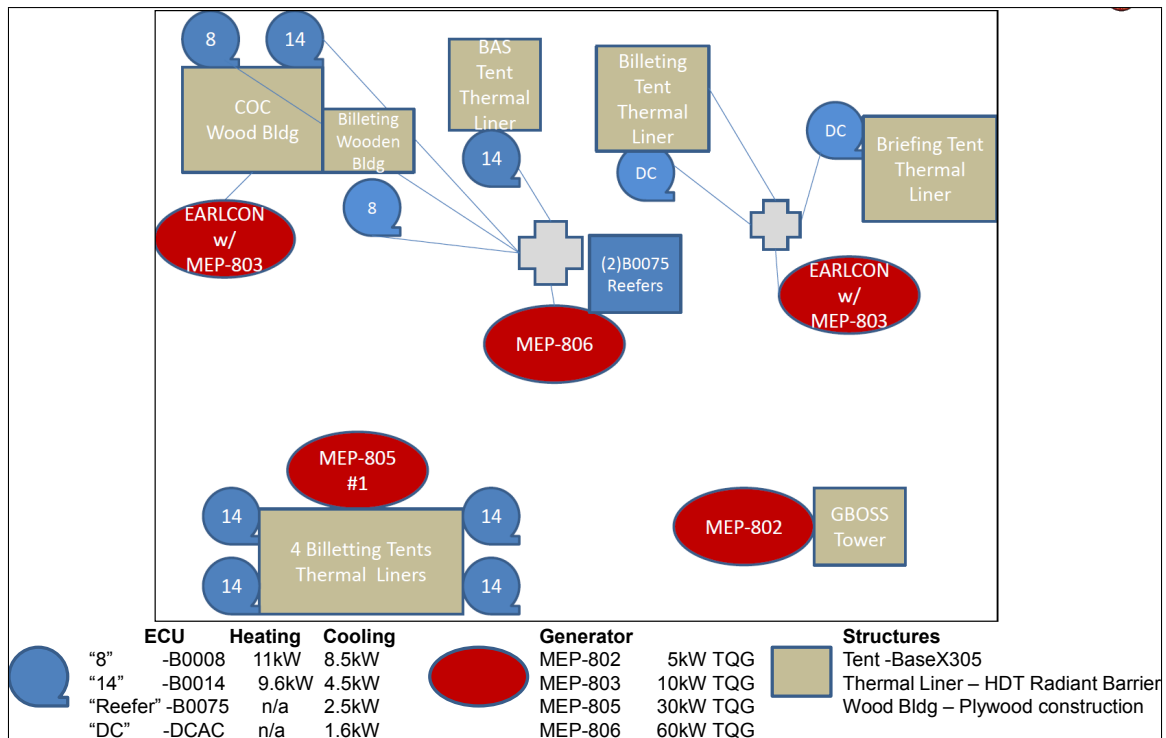 8
14
COC
Wood Bldg
Billeting
Wooden
Bldg
EARLCON
w/
MEP-803
8
BAS
Tent
Thermal
Liner
14
(2)B0075
Reefers
MEP-806
Billeting
Tent
Thermal
Liner
DC
DC
Briefing Tent
Thermal
Liner
EARLCON
w/
MEP-803
MEP-805
#1
14
14
4 Billetting Tents
Thermal Liners
14
14
MEP-802
GBOSS
Tower
ECU Heating Cooling
"8" -B0008 11kW 8.5kW
"14" -B0014 9.6kW 4.5kW
"Reefer" -B0075 n/a 2.5kW
"DC" -DCAC n/a 1.6kW
Generator
MEP-802 5kW TQG
MEP-803 10kW TQG
MEP-805 30kW TQG
MEP-806 60kW TQG
Structures
Tent -BaseX305
Thermal Liner – HDT Radiant Barrier
Wood Bldg – Plywood construction